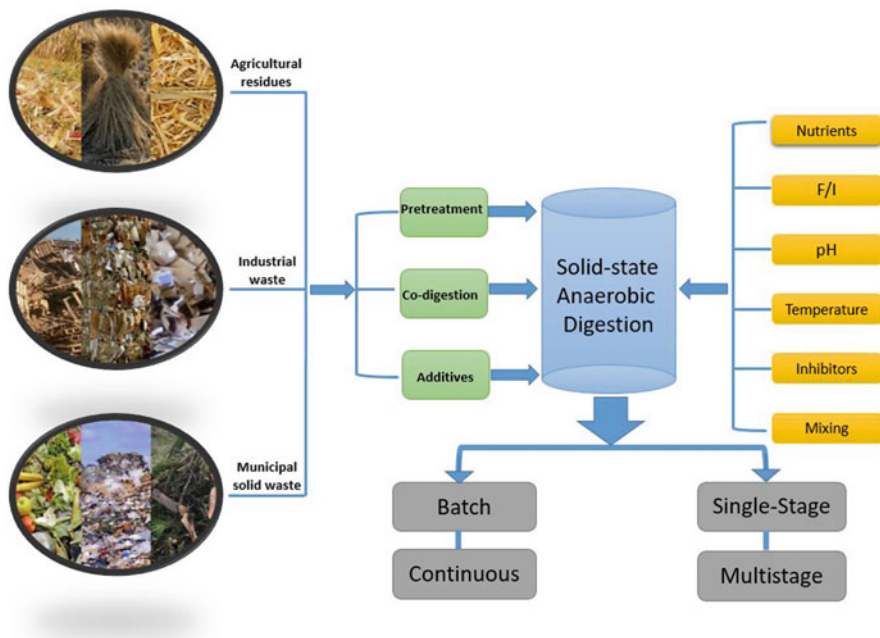 Agricultural
residues
Industrial
waste
Municipal
solid waste
Pretreatment
Co-digestion
Additives
Solid-state
Anaerobic
Digestion
Nutrients
F/I
pH
Temperature
Inhibitors
Mixing
Batch
Continuous
Single-Stage
Multistage